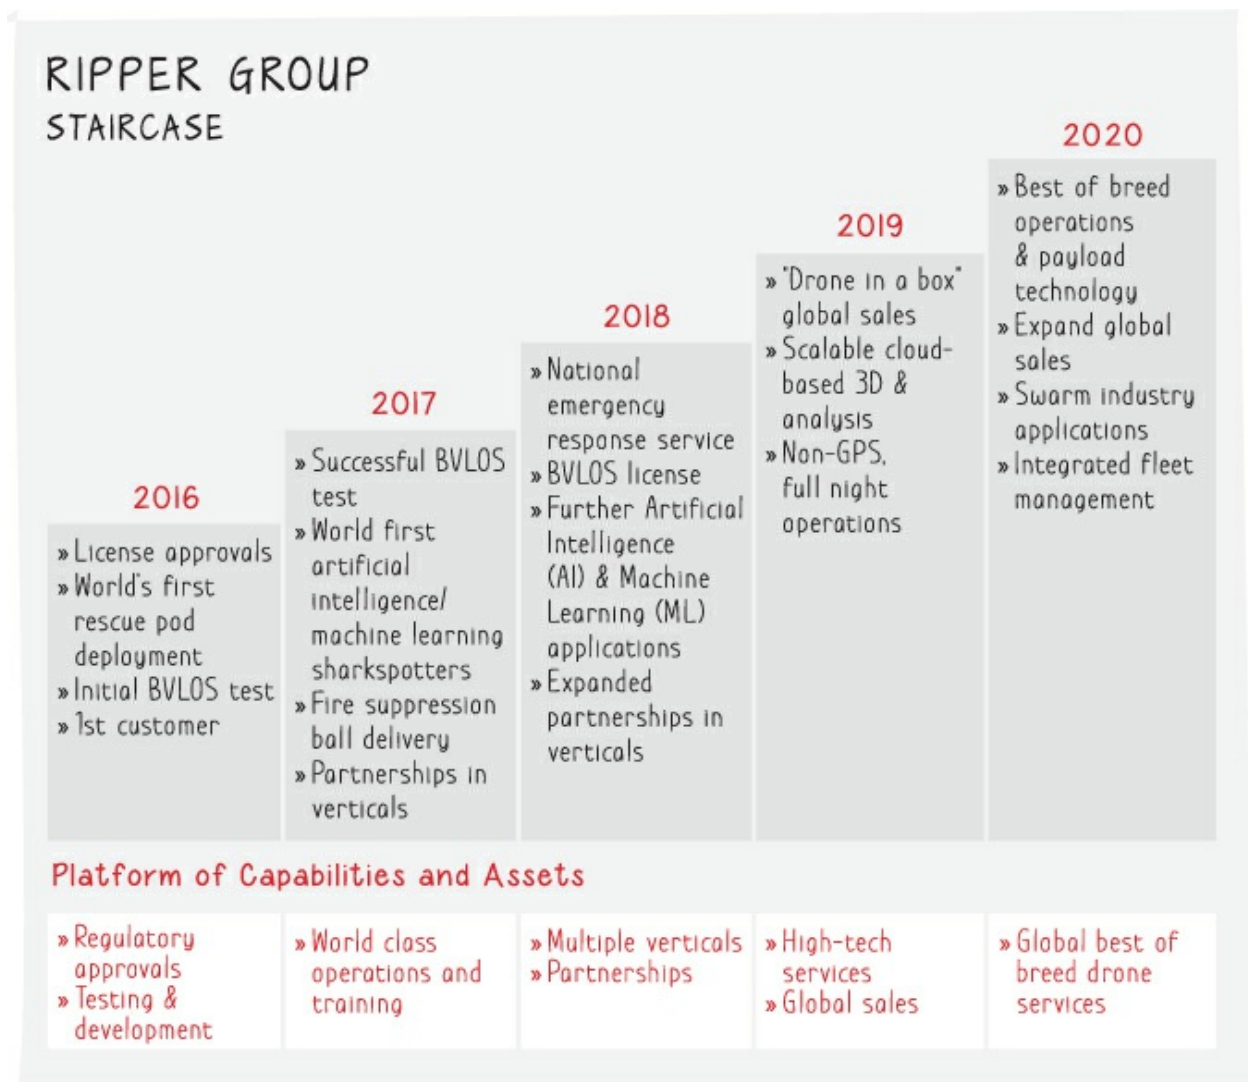 RIPPER GROUP
STAIRCASE
2016
» License approvals
» World's first
rescue pod
deployment
» Initial BVLOS test
» 1st customer
2017
» Successful BVLOS
test
» World first
artificial
intelligence/
machine learning
sharkspotters
» Fire suppression
ball delivery
» Partnerships in
verticals
2018
» National
emergency
response service
» BVLOS license
» Further Artificial
Intelligence
(AI) & Machine
Learning (ML)
applications
» Expanded
partnerships in
verticals
2019
» "Drone in a box"
global sales
» Scalable cloud-
based 3D &
analysis
» Non-GPS,
full night
operations
2020
» Best of breed
operations
& payload
technology
» Expand global
sales
» Swarm industry
applications
» Integrated fleet
management
Platform of Capabilities and Assets
» Regulatory
approvals
» Testing &
development
» World class
operations and
training
» Multiple verticals
» Partnerships
» High-tech
services
» Global sales
» Global best of
breed drone
services